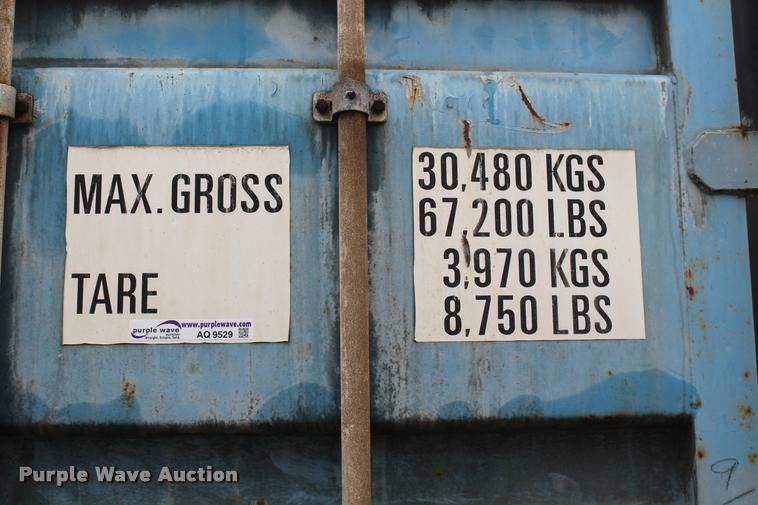 MAX. GROSS
TARE
purple wave
www.purplewave.com
AQ 9529
30,480 KGS
67,200 LBS
3,970 KGS
8,750 LBS
9
Purple Wave Auction